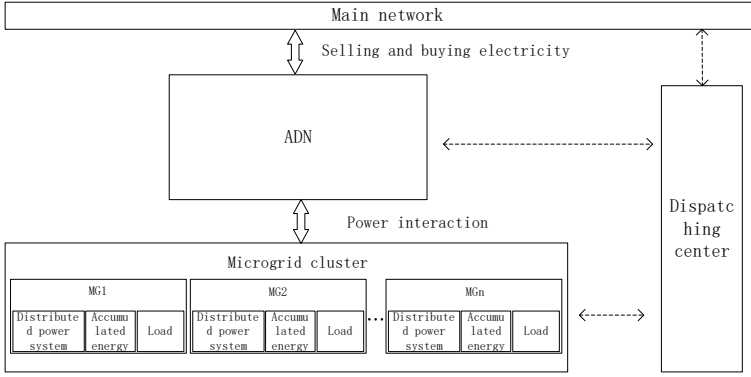 Main network
Selling and buying electricity
ADN
Power interaction
Dispatc
hing
center
Microgrid cluster
MG1
Distribute
d power
system
Accumu
lated
energy
Load
MG2
Distribute
d power
system
Accumu
lated
energy
Load
...
MGn
Distribute
d power
system
Accumu
lated
energy
Load